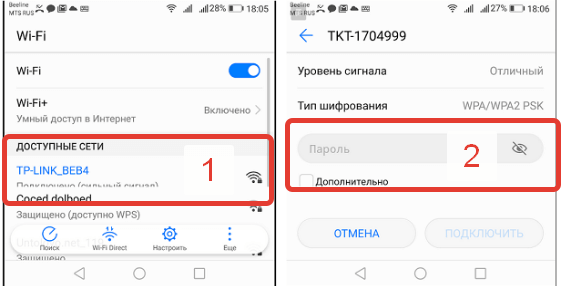 Beeline
MTS RUS
28%
18:05
Wi-Fi
Wi-Fi
Wi-Fi+
Умный доступ в Интернет
Включено
ДОСТУПНЫЕ СЕТИ
TP-LINK_BEB4
Подключено (сильный сигнал)
1
Coced dolboed
Защищено (доступно WPS)
Поиск
Wi-Fi Direct
Настроить
Еще
Защищено
Beeline
MTS RUS
27%
18:06
TKT-1704999
Уровень сигнала
Отличный
Тип шифрования
WPA/WPA2 PSK
Пароль
2
Дополнительно
ОТМЕНА
ПОДКЛЮЧИТЬ